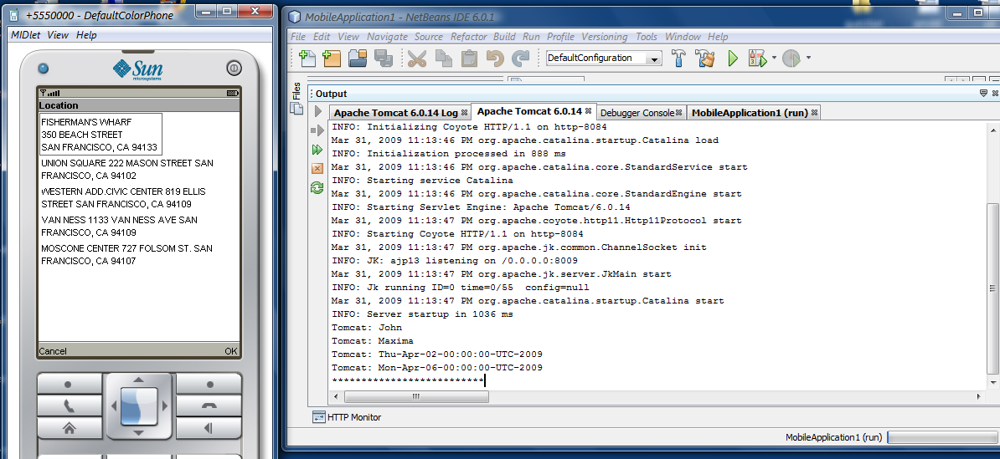 +5550000 - DefaultColorPhone
MIDlet View Help
Sun
microsystems
Location
FISHERMAN'S WHARF
350 BEACH STREET
SAN FRANCISCO, CA 94133
UNION SQUARE 222 MASON STREET SAN
FRANCISCO, CA 94102
WESTERN ADD.CIVIC CENTER 819 ELLIS
STREET SAN FRANCISCO, CA 94109
VAN NESS 1133 VAN NESS AVE SAN
FRANCISCO, CA 94109
MOSCONE CENTER 727 FOLSOM ST. SAN
FRANCISCO, CA 94107
Cancel OK
MobileApplication1 - NetBeans IDE 6.0.1
File Edit View Navigate Source Refactor Build Run Profile Versioning Tools Window Help
DefaultConfiguration
Files
Output
Apache Tomcat 6.0.14 Log Apache Tomcat 6.0.14 Debugger Console MobileApplication1 (run)
INFO: Initializing Coyote HTTP/1.1 on http-8084
Mar 31, 2009 11:13:46 PM org.apache.catalina.startup.Catalina load
INFO: Initialization processed in 888 ms
Mar 31, 2009 11:13:46 PM org.apache.catalina.core.StandardService start
INFO: Starting service Catalina
Mar 31, 2009 11:13:46 PM org.apache.catalina.core.StandardEngine start
INFO: Starting Servlet Engine: Apache Tomcat/6.0.14
Mar 31, 2009 11:13:47 PM org.apache.coyote.http11.Http11Protocol start
INFO: Starting Coyote HTTP/1.1 on http-8084
Mar 31, 2009 11:13:47 PM org.apache.jk.common.ChannelSocket init
INFO: JK: ajp13 listening on /0.0.0.0:8009
Mar 31, 2009 11:13:47 PM org.apache.jk.server.JkMain start
INFO: Jk running ID=0 time=0/55  config=null
Mar 31, 2009 11:13:47 PM org.apache.catalina.startup.Catalina start
INFO: Server startup in 1036 ms
Tomcat: John
Tomcat: Maxima
Tomcat: Thu-Apr-02-00:00:00-UTC-2009
Tomcat: Mon-Apr-06-00:00:00-UTC-2009
**************************
HTTP Monitor
MobileApplication1 (run)